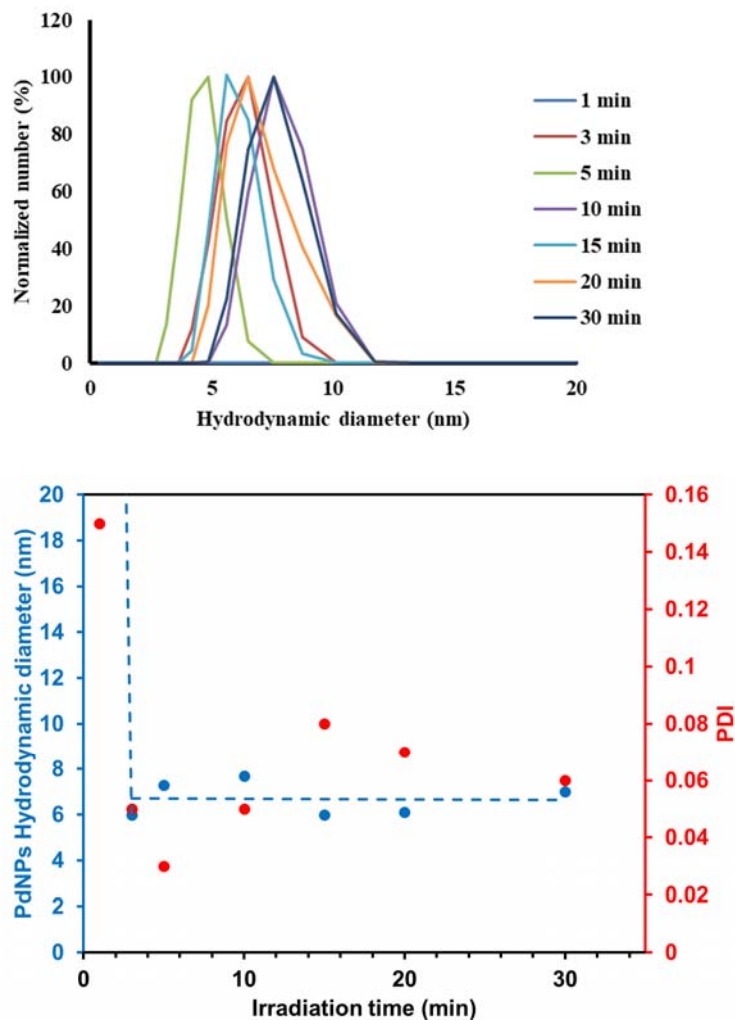 120
100
80
60
40
20
0
Normalized number (%)
0 5 10 15 20
Hydrodynamic diameter (nm)
1 min
3 min
5 min
10 min
15 min
20 min
30 min
20
18
16
14
12
10
8
6
4
2
0
PdNPs Hydrodynamic diameter (nm)
0.16
0.14
0.12
0.1
0.08
0.06
0.04
0.02
0
PDI
0 10 20 30
Irradiation time (min)